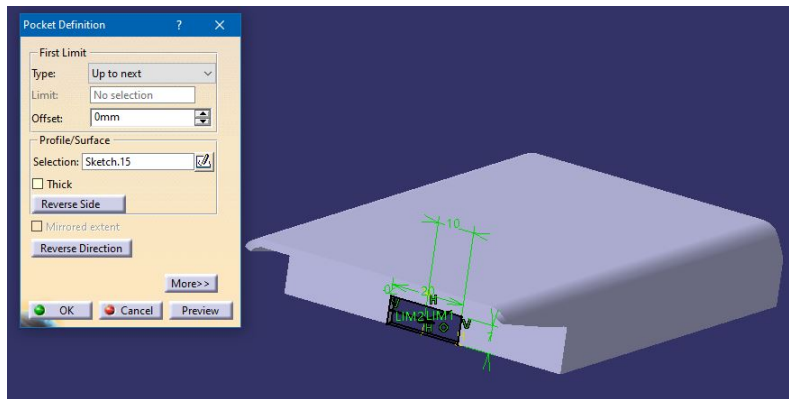 Pocket Definition ? ×
First Limit
Type: Up to next
Limit: No selection
Offset: 0mm
Profile/Surface
Selection: Sketch.15
Thick
Reverse Side
Mirrored extent
Reverse Direction
More>>
OK Cancel Preview
10
20
H
LIM2 LIM1 V
H
7